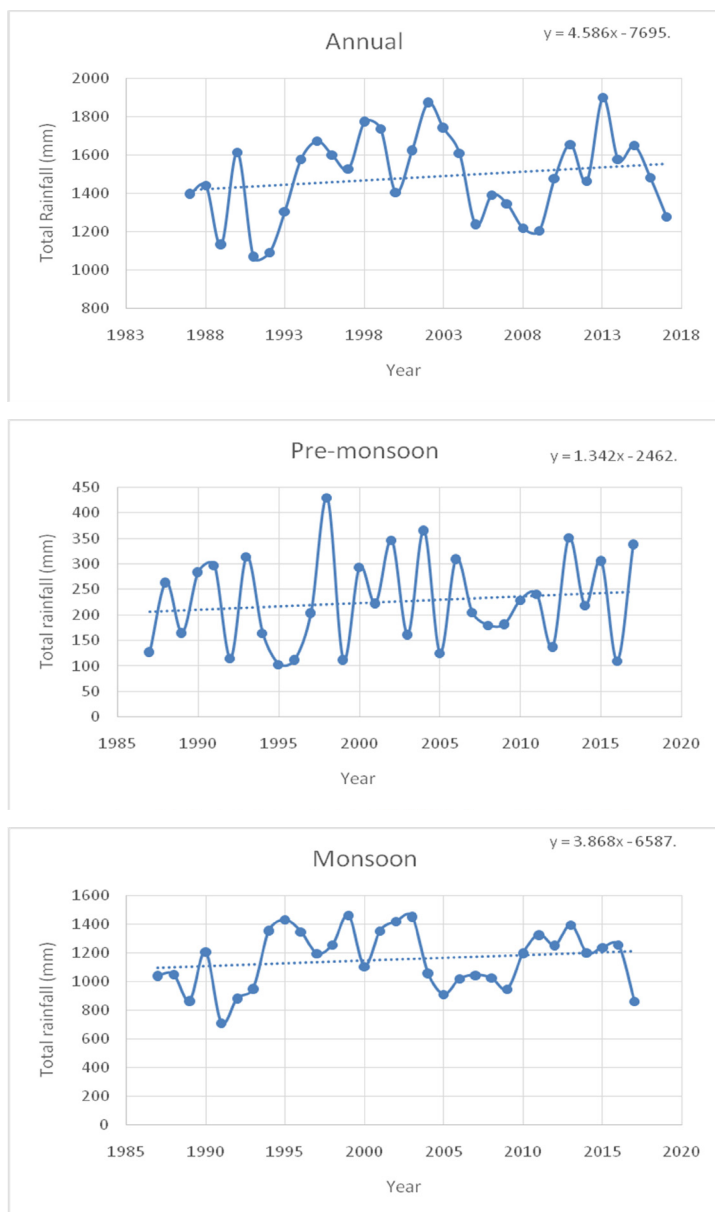 Annual
y = 4.586x - 7695.
Total Rainfall (mm)
2000
1800
1600
1400
1200
1000
800
1983 1988 1993 1998 2003 2008 2013 2018
Year
Pre-monsoon
y = 1.342x - 2462.
Total rainfall (mm)
450
400
350
300
250
200
150
100
50
0
1985 1990 1995 2000 2005 2010 2015 2020
Year
Monsoon
y = 3.868x - 6587.
Total rainfall (mm)
1600
1400
1200
1000
800
600
400
200
0
1985 1990 1995 2000 2005 2010 2015 2020
Year